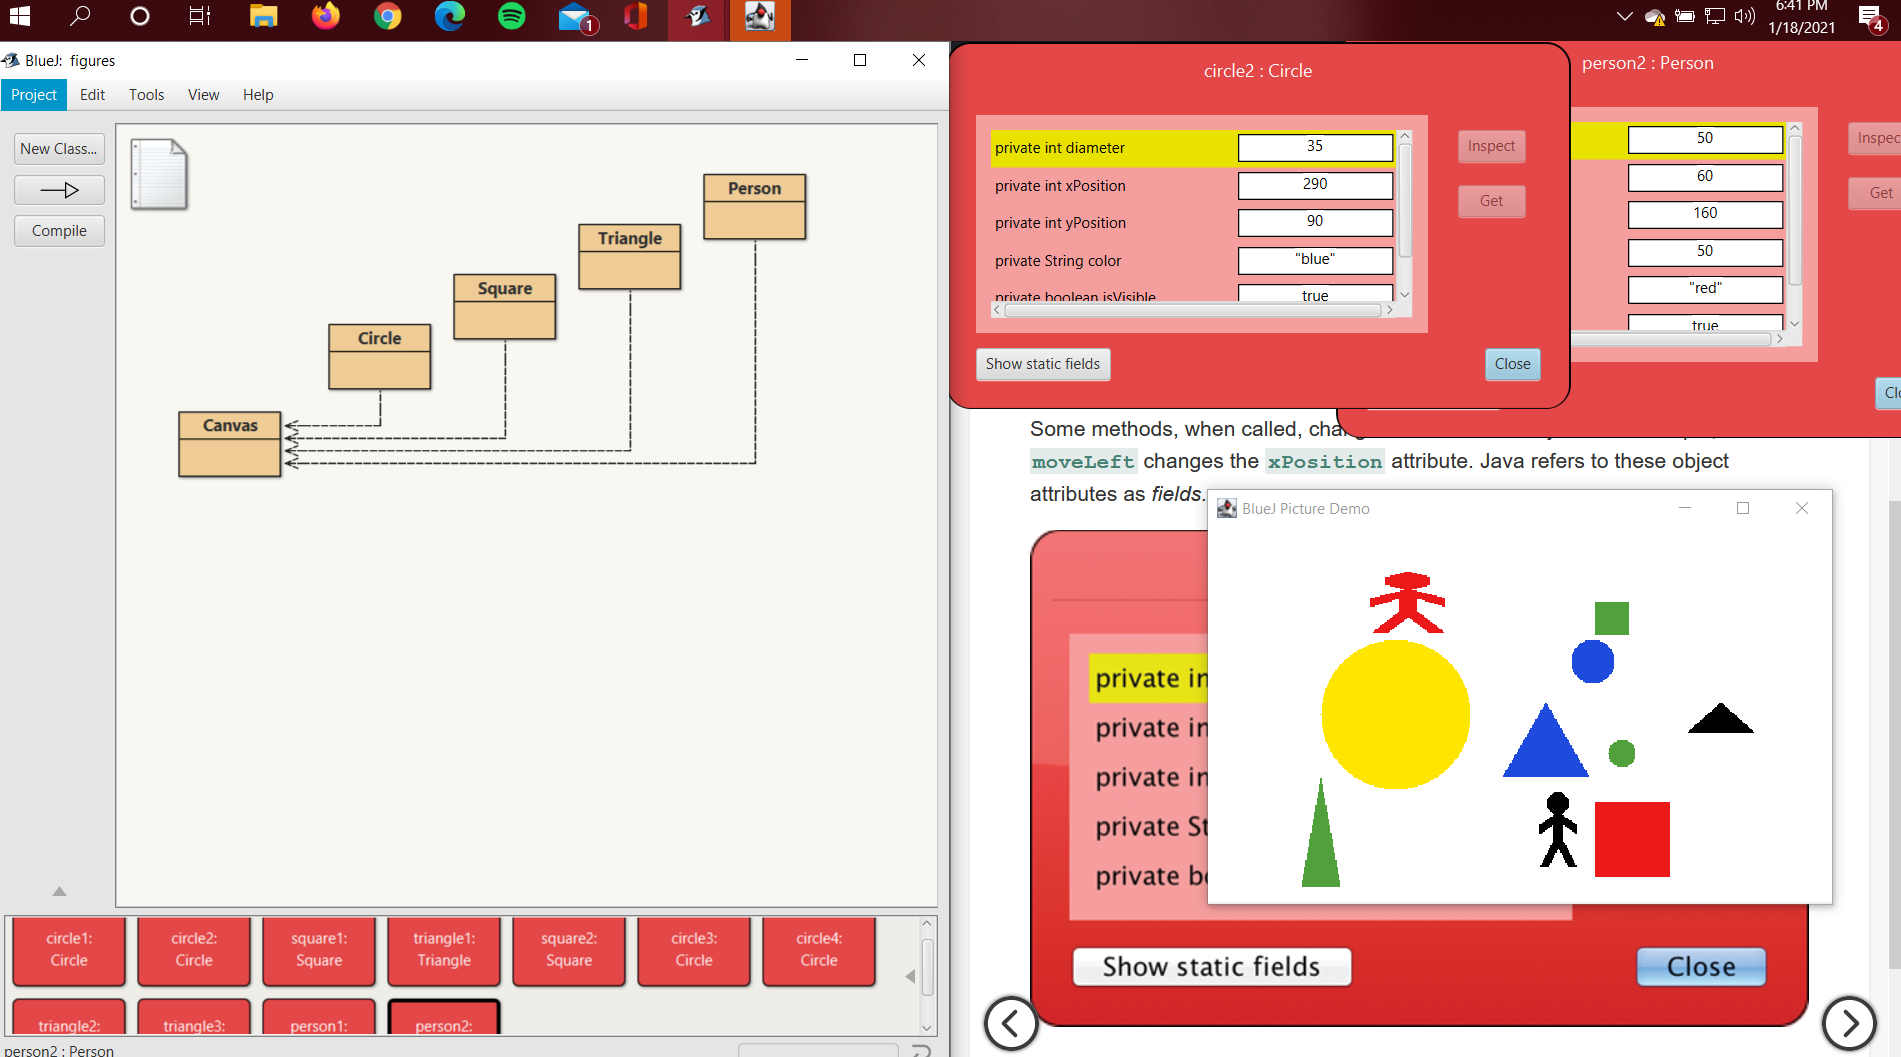 1
6:41 PM
1/18/2021
4
BlueJ: figures
Project Edit Tools View Help
New Class...
Compile
Person
Triangle
Square
Circle
Canvas
circle1:
Circle
circle2:
Circle
square1:
Square
triangle1:
Triangle
square2:
Square
circle3:
Circle
circle4:
Circle
triangle2:
triangle3:
person1:
person2:
person2 : Person
circle2 : Circle
private int diameter 35
private int xPosition 290
private int yPosition 90
private String color "blue"
private boolean isVisible true
Inspect
Get
Show static fields
Close
person2 : Person
50
60
160
50
"red"
true
Inspec
Get
Clo
Some methods, when called, chang
moveLeft changes the xPosition attribute. Java refers to these object
attributes as fields.
BlueJ Picture Demo
private in
private in
private in
private St
private bo
Show static fields
Close